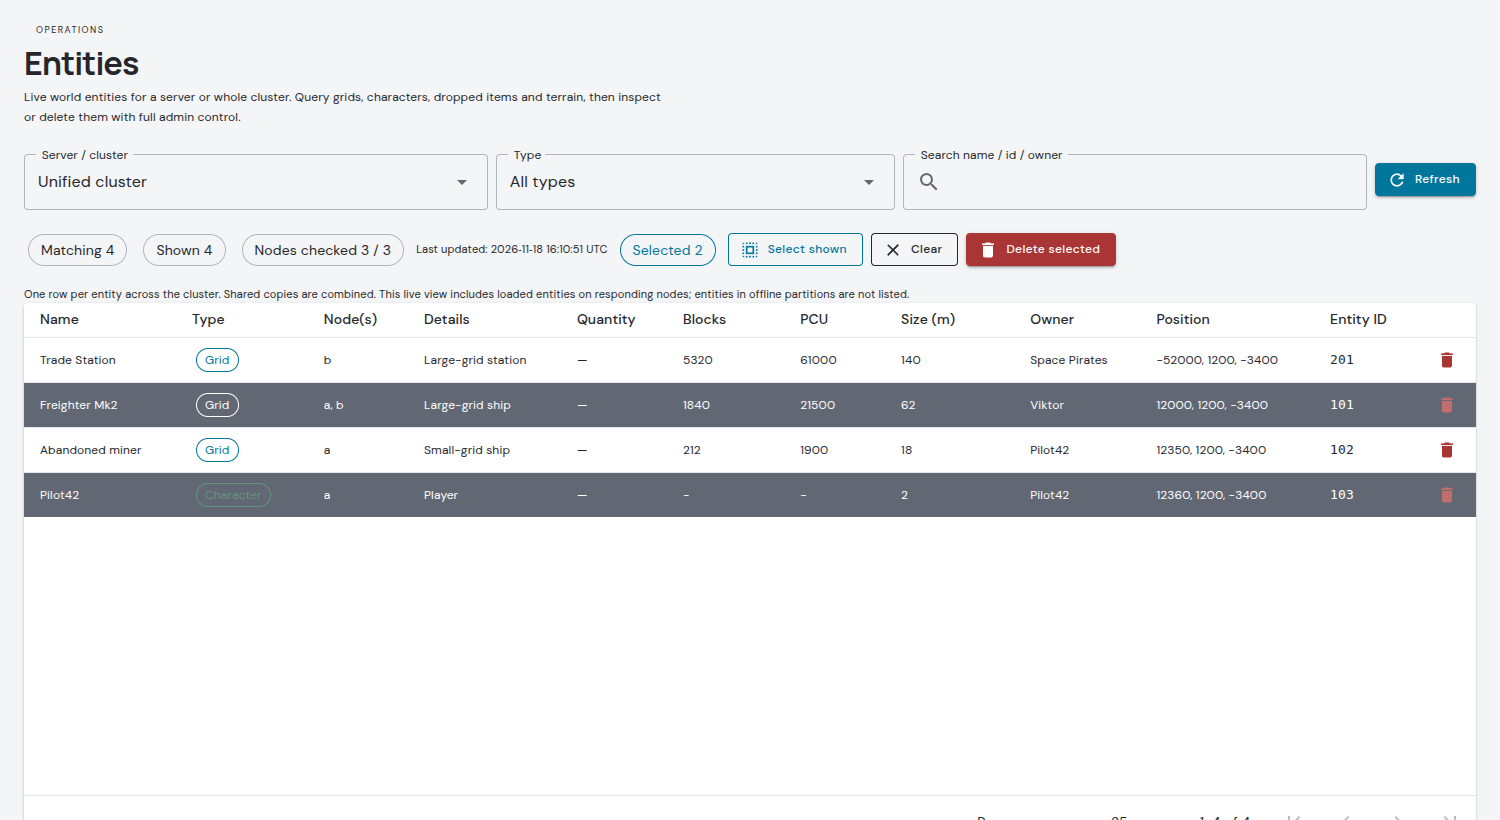 OPERATIONS
Entities
Live world entities for a server or whole cluster. Query grids, characters, dropped items and terrain, then inspect
or delete them with full admin control.
Server / cluster Type Search name / id / owner
Unified cluster All types Refresh
Matching 4 Shown 4 Nodes checked 3 / 3 Last updated: 2026-11-18 16:10:51 UTC Selected 2 Select shown Clear Delete selected
One row per entity across the cluster. Shared copies are combined. This live view includes loaded entities on responding nodes; entities in offline partitions are not listed.
Name Type Node(s) Details Quantity Blocks PCU Size (m) Owner Position Entity ID
Trade Station Grid b Large-grid station — 5320 61000 140 Space Pirates -52000, 1200, -3400 201
Freighter Mk2 Grid a, b Large-grid ship — 1840 21500 62 Viktor 12000, 1200, -3400 101
Abandoned miner Grid a Small-grid ship — 212 1900 18 Pilot42 12350, 1200, -3400 102
Pilot42 Character a Player — - - 2 Pilot42 12360, 1200, -3400 103